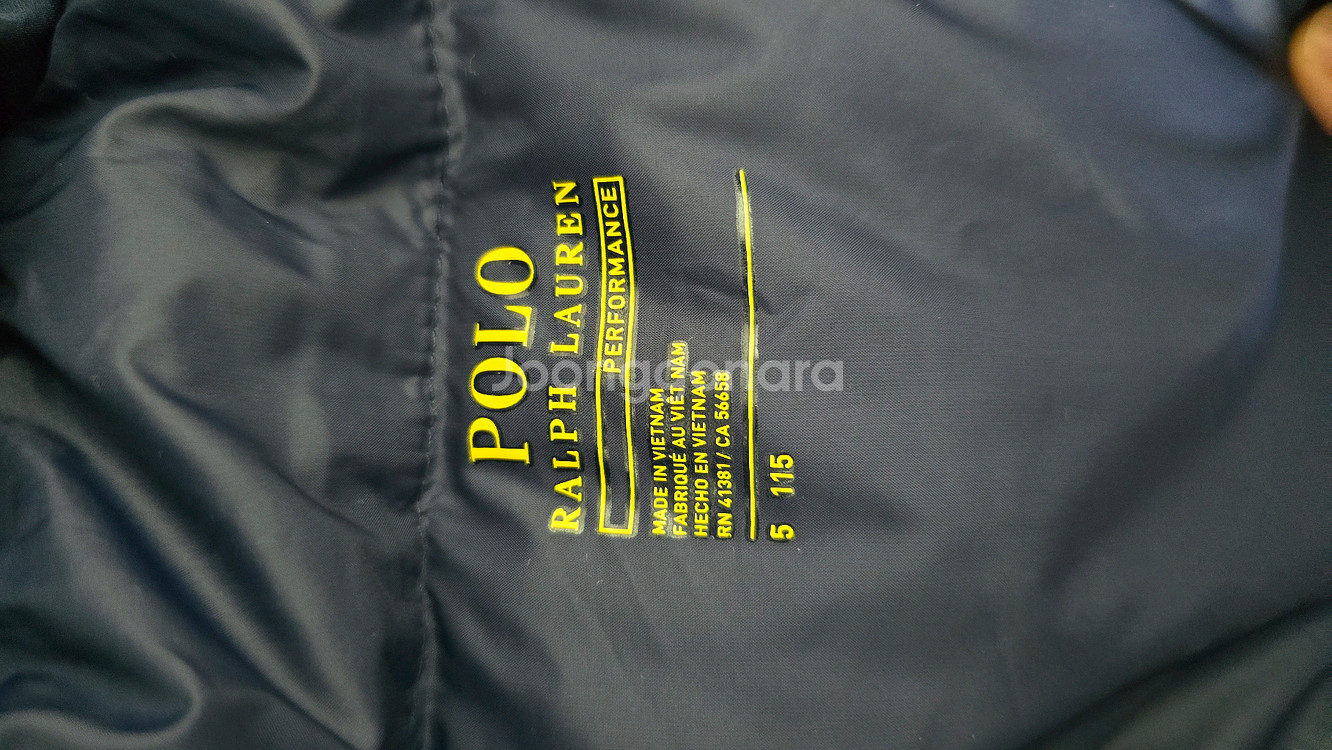 POLO
RALPH LAUREN
PERFORMANCE
MADE IN VIETNAM
FABRIQUÉ AU VIÊT NAM
HECHO EN VIETNAM
RN 41381 / CA 56658
5 115
Joonggonara